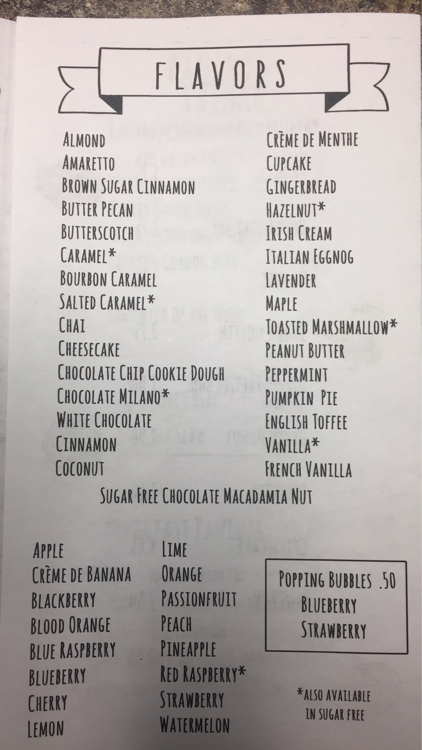 FLAVORS
ALMOND
AMARETTO
BROWN SUGAR CINNAMON
BUTTER PECAN
BUTTERSCOTCH
CARAMEL*
BOURBON CARAMEL
SALTED CARAMEL*
CHAI
CHEESECAKE
CHOCOLATE CHIP COOKIE DOUGH
CHOCOLATE MILANO*
WHITE CHOCOLATE
CINNAMON
COCONUT
CRÈME DE MENTHE
CUPCAKE
GINGERBREAD
HAZELNUT*
IRISH CREAM
ITALIAN EGGNOG
LAVENDER
MAPLE
TOASTED MARSHMALLOW*
PEANUT BUTTER
PEPPERMINT
PUMPKIN PIE
ENGLISH TOFFEE
VANILLA*
FRENCH VANILLA
SUGAR FREE CHOCOLATE MACADAMIA NUT
APPLE
CRÈME DE BANANA
BLACKBERRY
BLOOD ORANGE
BLUE RASPBERRY
BLUEBERRY
CHERRY
LEMON
LIME
ORANGE
PASSIONFRUIT
PEACH
PINEAPPLE
RED RASPBERRY*
STRAWBERRY
WATERMELON
POPPING BUBBLES .50
BLUEBERRY
STRAWBERRY
*ALSO AVAILABLE
IN SUGAR FREE